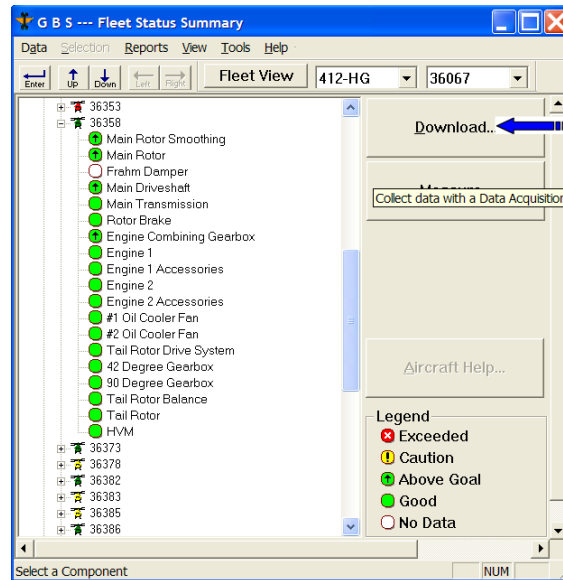 G B S --- Fleet Status Summary
Data Selection Reports View Tools Help
Enter Up Down Left Right Fleet View 412-HG 36067
36353
36358
Main Rotor Smoothing
Main Rotor
Frahm Damper
Main Driveshaft
Main Transmission
Rotor Brake
Engine Combining Gearbox
Engine 1
Engine 1 Accessories
Engine 2
Engine 2 Accessories
#1 Oil Cooler Fan
#2 Oil Cooler Fan
Tail Rotor Drive System
42 Degree Gearbox
90 Degree Gearbox
Tail Rotor Balance
Tail Rotor
HVM
36373
36378
36382
36383
36385
36386
Download...
Collect data with a Data Acquisition
Aircraft Help...
Legend
Exceeded
Caution
Above Goal
Good
No Data
Select a Component
NUM